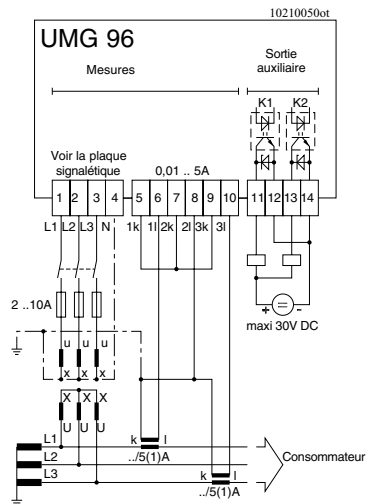 10210050ot
UMG 96
Mesures
Sortie
auxiliaire
K1 K2
Voir la plaque
signalétique
0,01 .. 5A
1 2 3 4 5 6 7 8 9 10 11 12 13 14
L1 L2 L3 N 1k 1l 2k 2l 3k 3l
2 ..10A
+ -
maxi 30V DC
u u u
x x x
X X X
U U U
L1
L2
L3
k l
../5(1)A
Consommateur
k l
../5(1)A